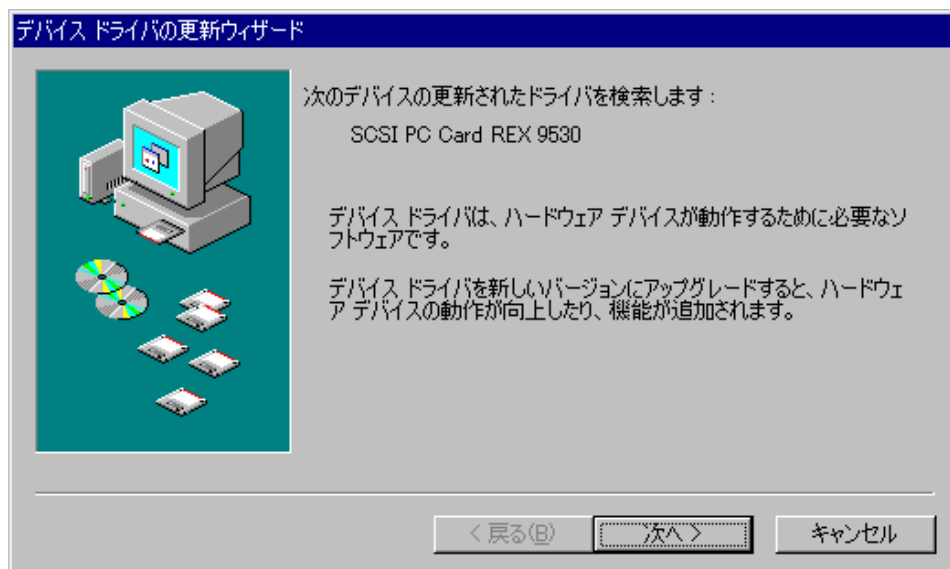 デバイス ドライバの更新ウィザード
次のデバイスの更新されたドライバを検索します：
SCSI PC Card REX 9530
デバイス ドライバは、ハードウェア デバイスが動作するために必要なソ
フトウェアです。
デバイス ドライバを新しいバージョンにアップグレードすると、ハードウェ
ア デバイスの動作が向上したり、機能が追加されます。
< 戻る(B)
次へ >
キャンセル